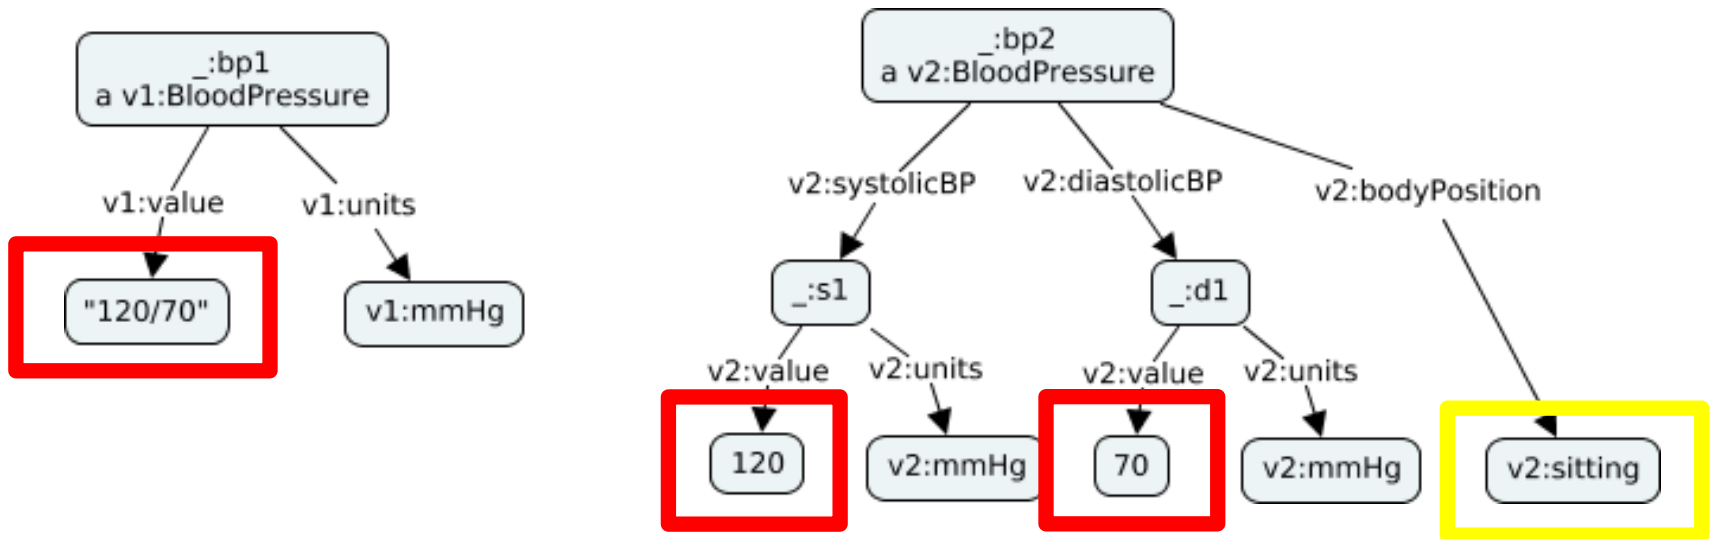 _:bp1
a v1:BloodPressure
v1:value
v1:units
"120/70"
v1:mmHg
_:bp2
a v2:BloodPressure
v2:systolicBP
v2:diastolicBP
v2:bodyPosition
_:s1
_:d1
v2:value
v2:units
v2:value
v2:units
120
v2:mmHg
70
v2:mmHg
v2:sitting